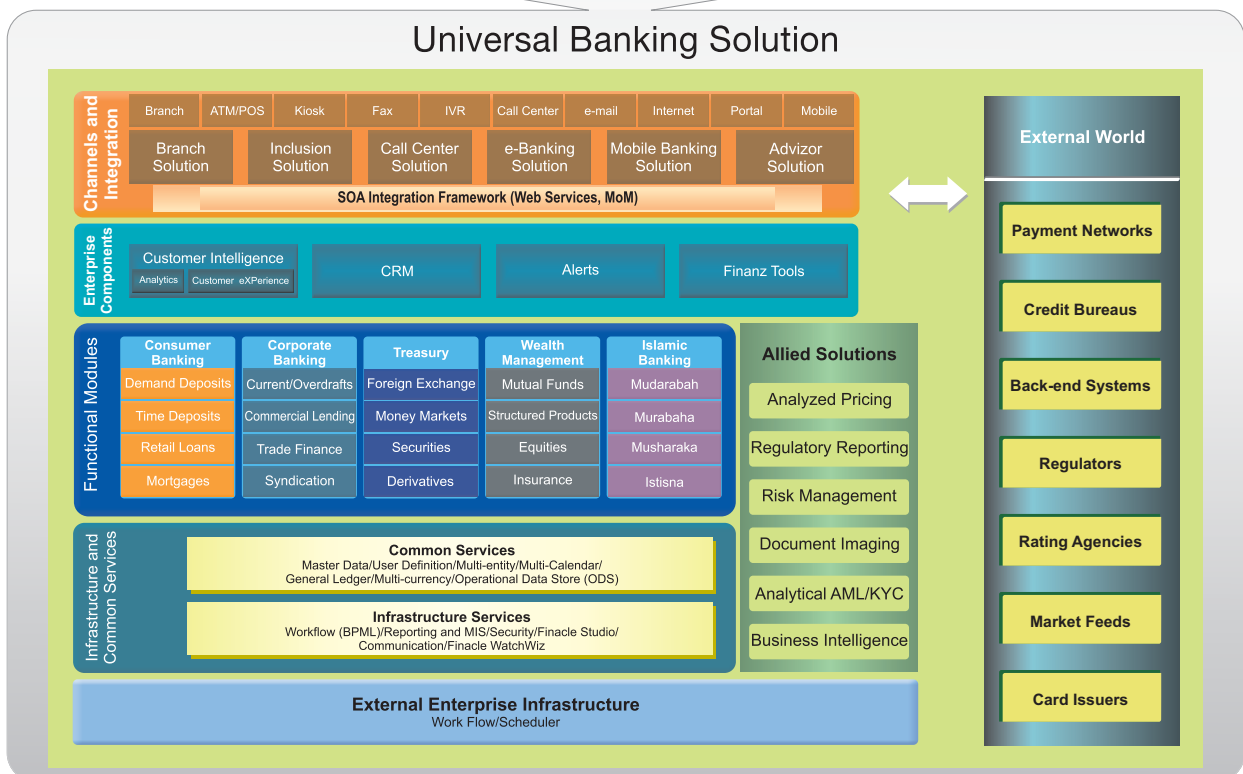 Universal Banking Solution
Channels and
Integration
Branch
ATM/POS
Kiosk
Fax
IVR
Call Center
e-mail
Internet
Portal
Mobile
Branch
Solution
Inclusion
Solution
Call Center
Solution
e-Banking
Solution
Mobile Banking
Solution
Advizor
Solution
SOA Integration Framework (Web Services, MoM)
Enterprise
Components
Customer Intelligence
Analytics
Customer eXPerience
CRM
Alerts
Finanz Tools
Functional Modules
Consumer
Banking
Demand Deposits
Time Deposits
Retail Loans
Mortgages
Corporate
Banking
Current/Overdrafts
Commercial Lending
Trade Finance
Syndication
Treasury
Foreign Exchange
Money Markets
Securities
Derivatives
Wealth
Management
Mutual Funds
Structured Products
Equities
Insurance
Islamic
Banking
Mudarabah
Murabaha
Musharaka
Istisna
Infrastructure and
Common Services
Common Services
Master Data/User Definition/Multi-entity/Multi-Calendar/
General Ledger/Multi-currency/Operational Data Store (ODS)
Infrastructure Services
Workflow (BPML)/Reporting and MIS/Security/Finacle Studio/
Communication/Finacle WatchWiz
Allied Solutions
Analyzed Pricing
Regulatory Reporting
Risk Management
Document Imaging
Analytical AML/KYC
Business Intelligence
External Enterprise Infrastructure
Work Flow/Scheduler
External World
Payment Networks
Credit Bureaus
Back-end Systems
Regulators
Rating Agencies
Market Feeds
Card Issuers